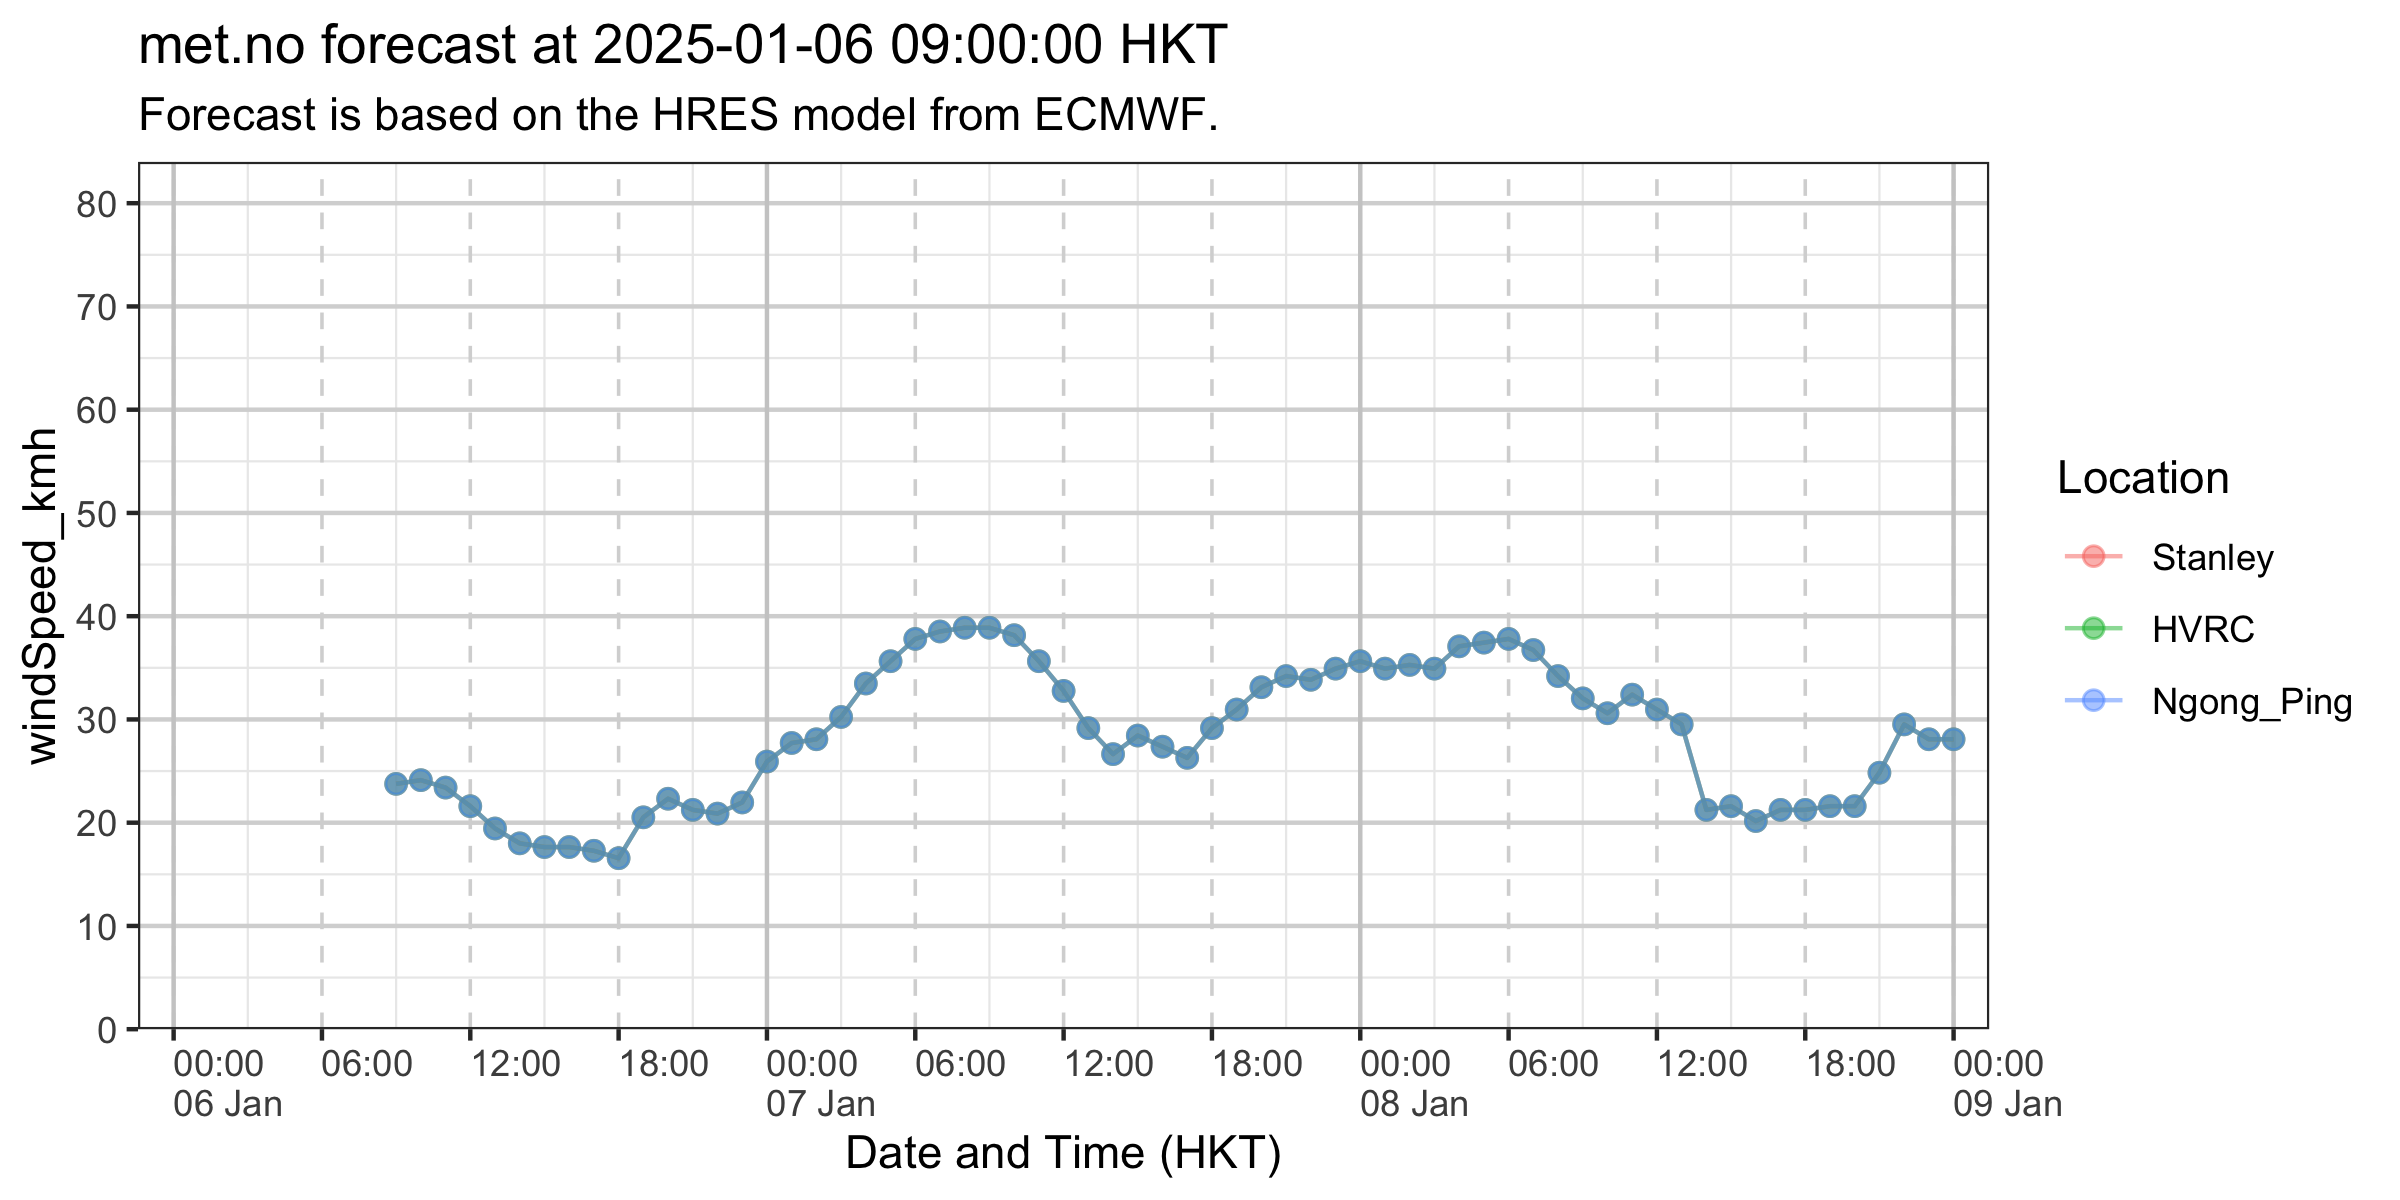 met.no forecast at 2025-01-06 09:00:00 HKT
Forecast is based on the HRES model from ECMWF.
windSpeed_kmh
80
70
60
50
40
30
20
10
0
00:00 06:00 12:00 18:00 00:00 06:00 12:00 18:00 00:00 06:00 12:00 18:00 00:00
06 Jan 07 Jan 08 Jan 09 Jan
Date and Time (HKT)
Location
Stanley
HVRC
Ngong_Ping